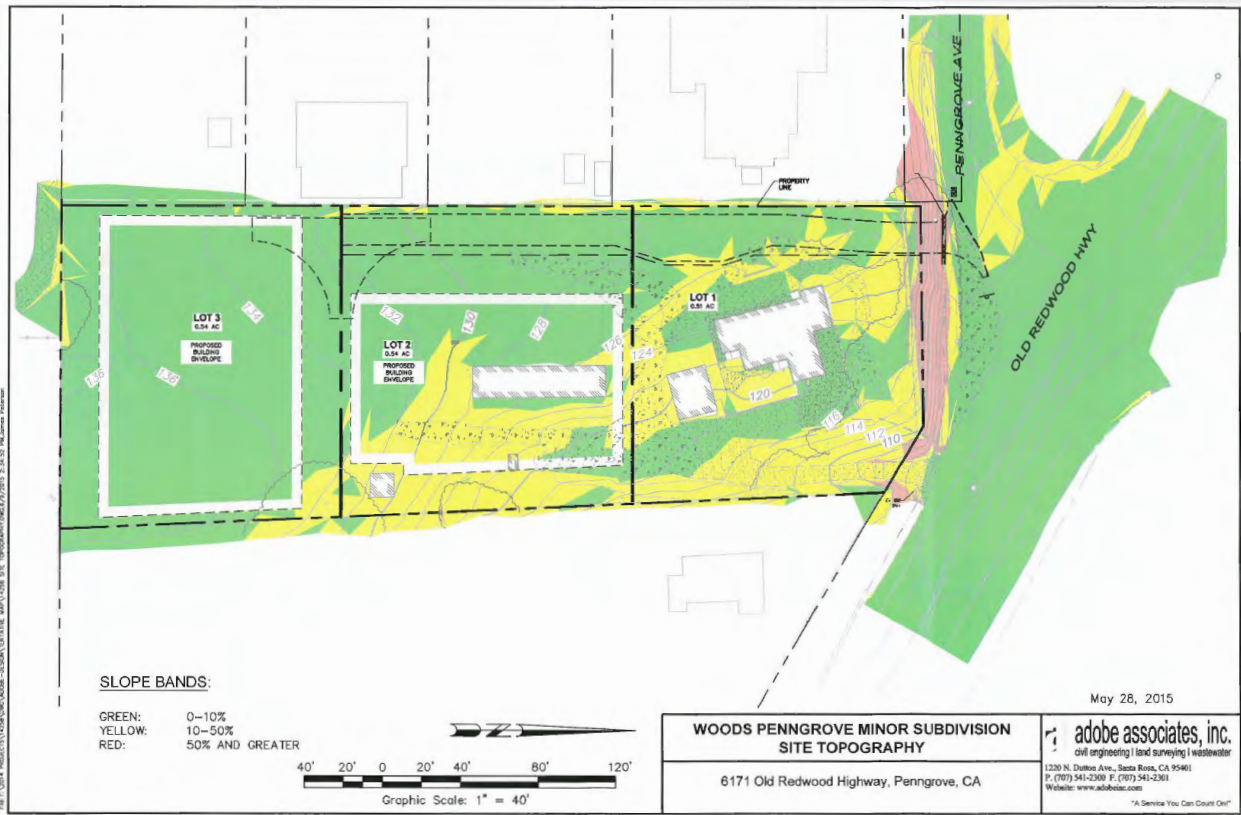 PENNGROVE AVE
PROPERTY
LINE
OLD REDWOOD HWY
LOT 3
0.54 AC
PROPOSED
BUILDING
ENVELOPE
134
136
136
LOT 2
0.54 AC
PROPOSED
BUILDING
ENVELOPE
132
130
128
126
124
LOT 1
0.51 AC
120
116
114
112
110
SLOPE BANDS:
GREEN: 0-10%
YELLOW: 10-50%
RED: 50% AND GREATER
40' 20' 0 20' 40' 80' 120'
Graphic Scale: 1" = 40'
May 28, 2015
WOODS PENNGROVE MINOR SUBDIVISION
SITE TOPOGRAPHY
6171 Old Redwood Highway, Penngrove, CA
adobe associates, inc.
civil engineering | land surveying | wastewater
1220 N. Dutton Ave., Santa Rosa, CA 95401
P. (707) 541-2300 F. (707) 541-2301
Website: www.adobeinc.com
"A Service You Can Count On!"